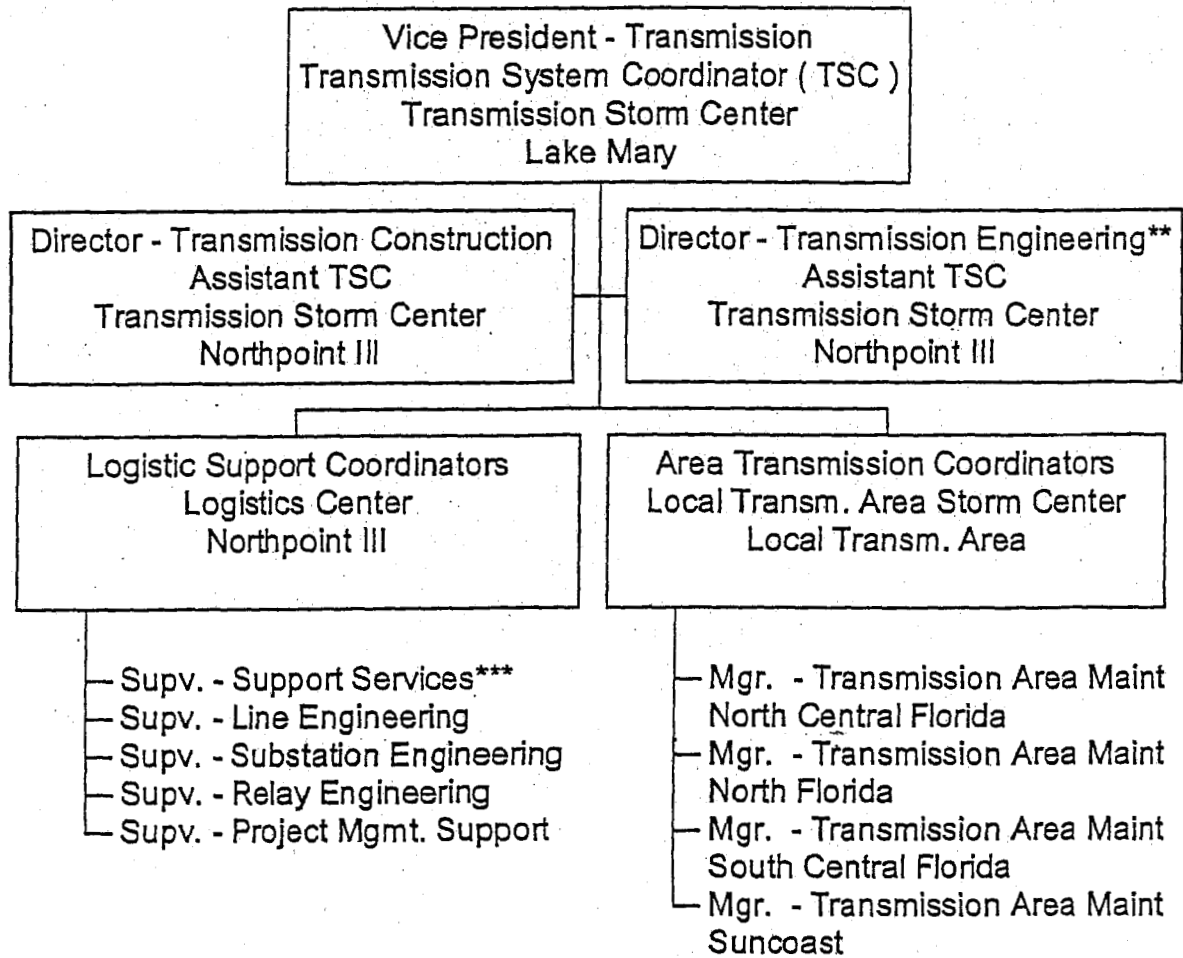 Vice President - Transmission
Transmission System Coordinator ( TSC )
Transmission Storm Center
Lake Mary
Director - Transmission Construction
Assistant TSC
Transmission Storm Center
Northpoint III
Director - Transmission Engineering**
Assistant TSC
Transmission Storm Center
Northpoint III
Logistic Support Coordinators
Logistics Center
Northpoint III
Area Transmission Coordinators
Local Transm. Area Storm Center
Local Transm. Area
Supv. - Support Services***
Supv. - Line Engineering
Supv. - Substation Engineering
Supv. - Relay Engineering
Supv. - Project Mgmt. Support
Mgr. - Transmission Area Maint
North Central Florida
Mgr. - Transmission Area Maint
North Florida
Mgr. - Transmission Area Maint
South Central Florida
Mgr. - Transmission Area Maint
Suncoast